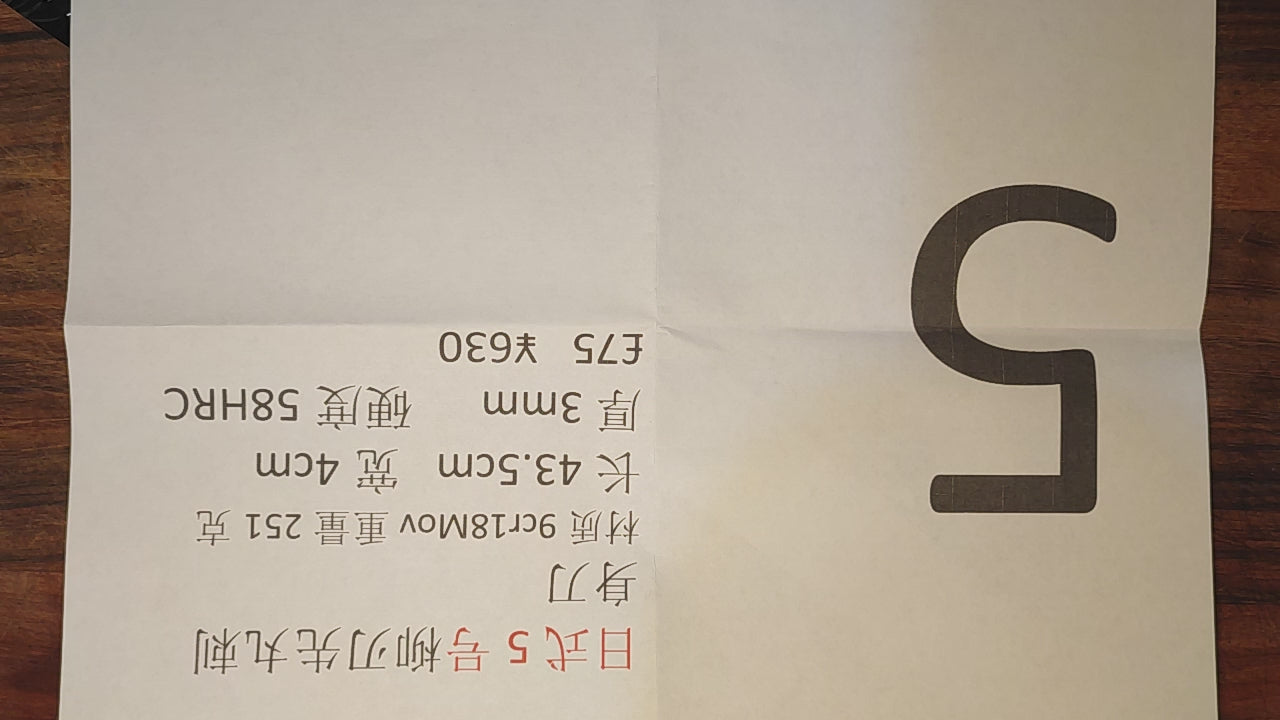 日式 5 号柳刃先丸刺
身刀
材质 9cr18Mov 重量 251 克
长 43.5cm 宽 4cm
厚 3mm 硬度 58HRC
£75 ¥630
5